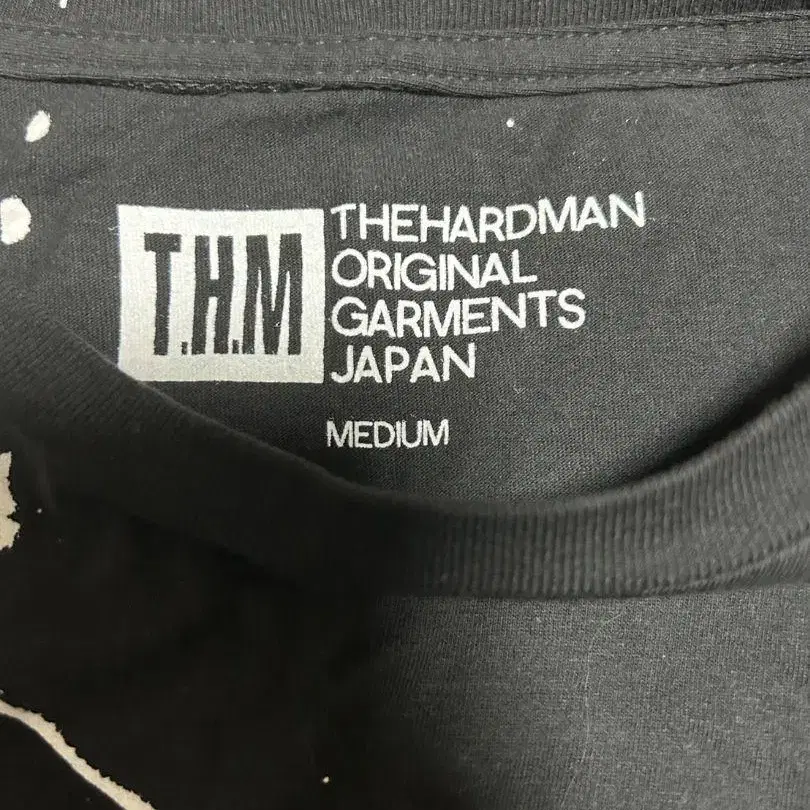 T.H.M
THEHARDMAN
ORIGINAL
GARMENTS
JAPAN
MEDIUM